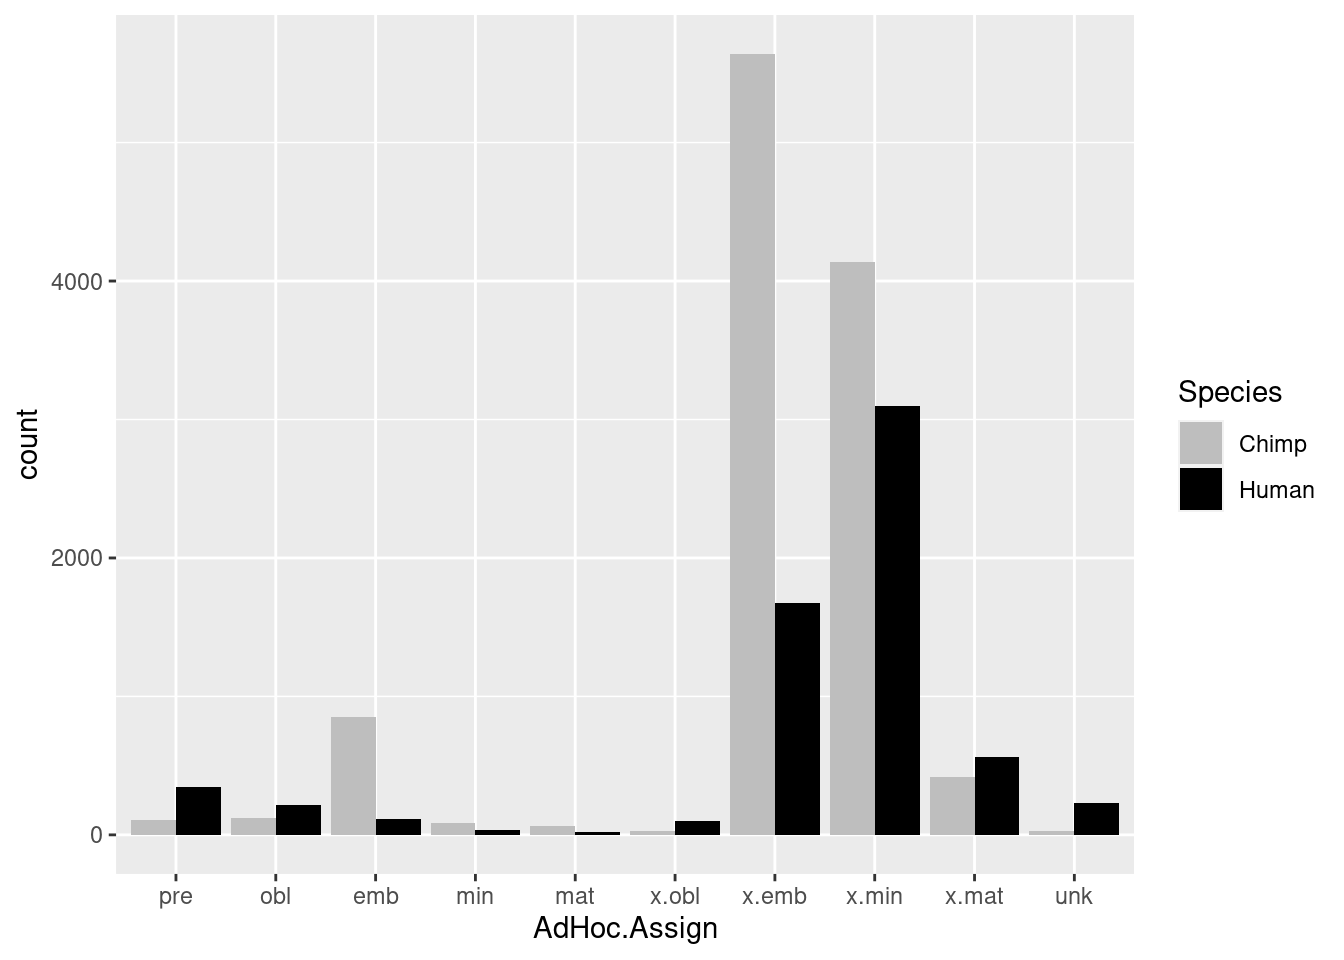 count
4000
2000
0
pre obl emb min mat x.obl x.emb x.min x.mat unk
AdHoc.Assign
Species
Chimp
Human